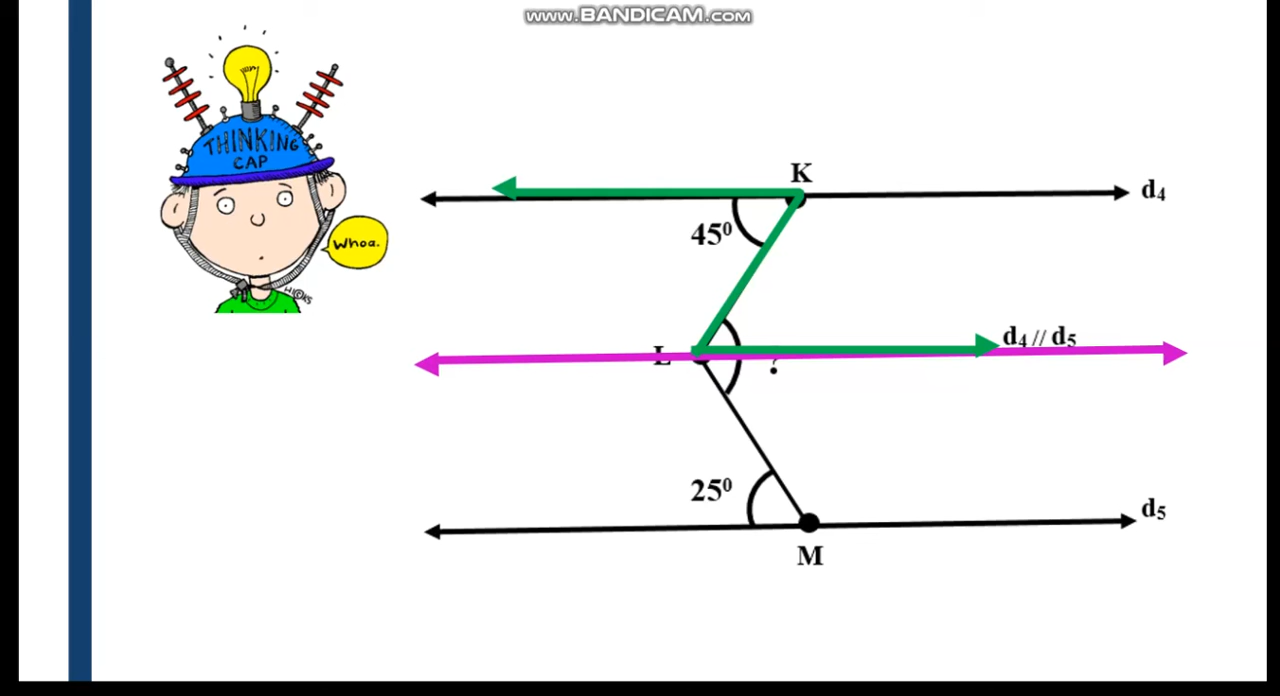 www.BANDICAM.com
THINKING
CAP
Whoa.
K
d4
45⁰
d4 // d5
L
?
25⁰
d5
M